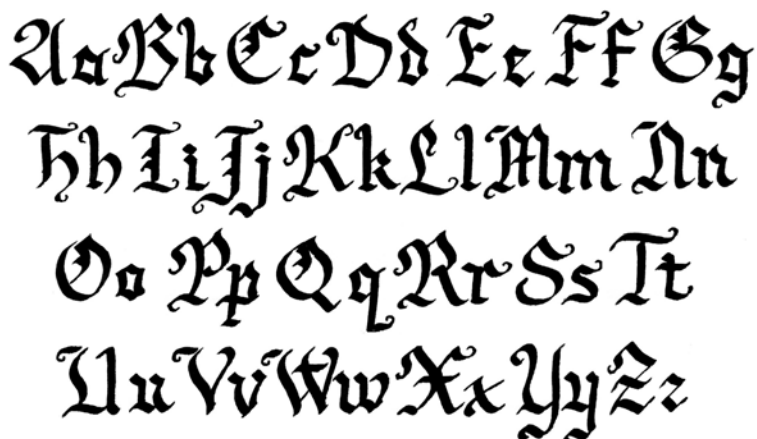 Aa Bb Cc Dd Ee Ff Gg
Hh Ii Jj Kk Ll Mm Nn
Oo Pp Qq Rr Ss Tt
Uu Vv Ww Xx Yy Zz